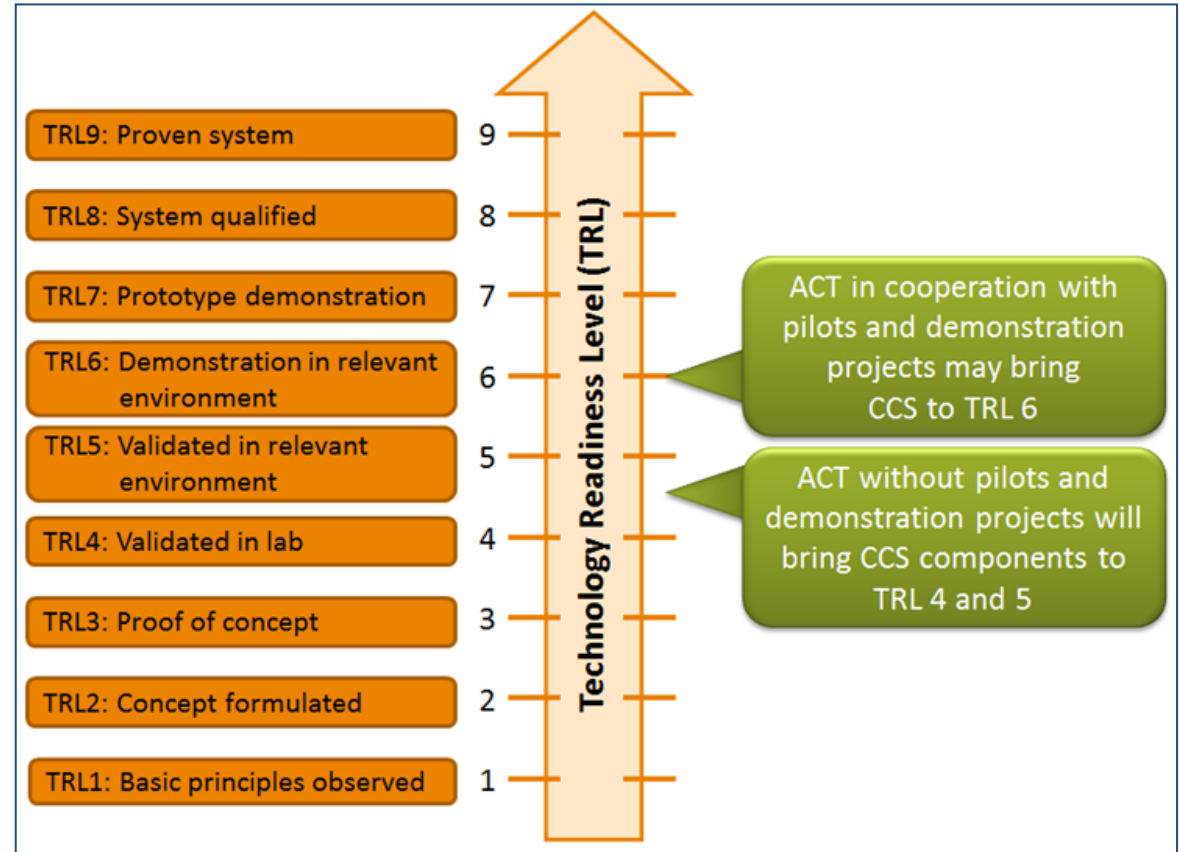 TRL9: Proven system
9
TRL8: System qualified
8
TRL7: Prototype demonstration
7
TRL6: Demonstration in relevant
environment
6
TRL5: Validated in relevant
environment
5
TRL4: Validated in lab
4
TRL3: Proof of concept
3
TRL2: Concept formulated
2
TRL1: Basic principles observed
1
Technology Readiness Level (TRL)
ACT in cooperation with
pilots and demonstration
projects may bring
CCS to TRL 6
ACT without pilots and
demonstration projects will
bring CCS components to
TRL 4 and 5